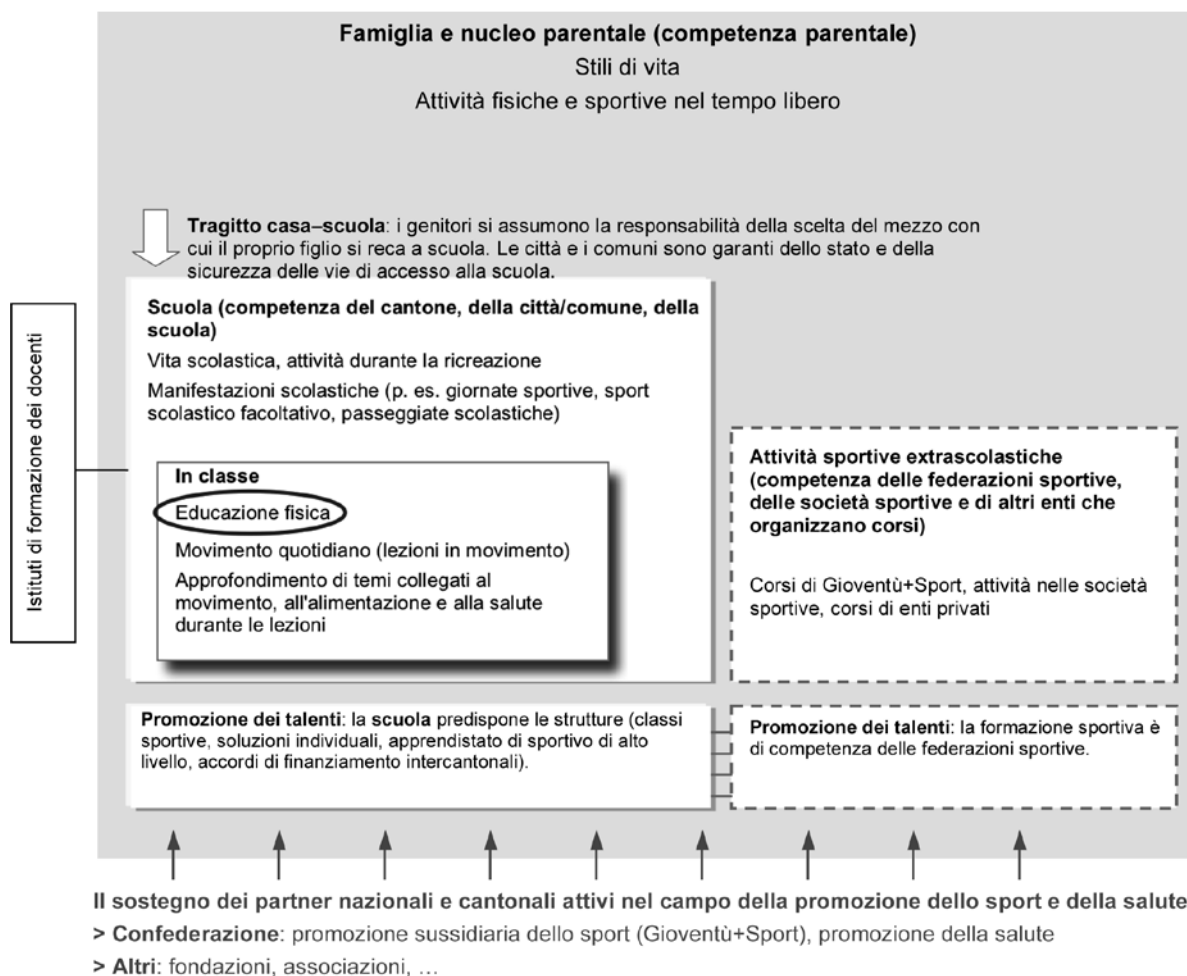 Famiglia e nucleo parentale (competenza parentale)
Stili di vita
Attività fisiche e sportive nel tempo libero
Tragitto casa–scuola: i genitori si assumono la responsabilità della scelta del mezzo con
cui il proprio figlio si reca a scuola. Le città e i comuni sono garanti dello stato e della
sicurezza delle vie di accesso alla scuola.
Istituti di formazione dei docenti
Scuola (competenza del cantone, della città/comune, della
scuola)
Vita scolastica, attività durante la ricreazione
Manifestazioni scolastiche (p. es. giornate sportive, sport
scolastico facoltativo, passeggiate scolastiche)
In classe
Educazione fisica
Movimento quotidiano (lezioni in movimento)
Approfondimento di temi collegati al
movimento, all'alimentazione e alla salute
durante le lezioni
Attività sportive extrascolastiche
(competenza delle federazioni sportive,
delle società sportive e di altri enti che
organizzano corsi)
Corsi di Gioventù+Sport, attività nelle società
sportive, corsi di enti privati
Promozione dei talenti: la scuola predispone le strutture (classi
sportive, soluzioni individuali, apprendistato di sportivo di alto
livello, accordi di finanziamento intercantonali).
Promozione dei talenti: la formazione sportiva è
di competenza delle federazioni sportive.
Il sostegno dei partner nazionali e cantonali attivi nel campo della promozione dello sport e della salute
> Confederazione: promozione sussidiaria dello sport (Gioventù+Sport), promozione della salute
> Altri: fondazioni, associazioni, …